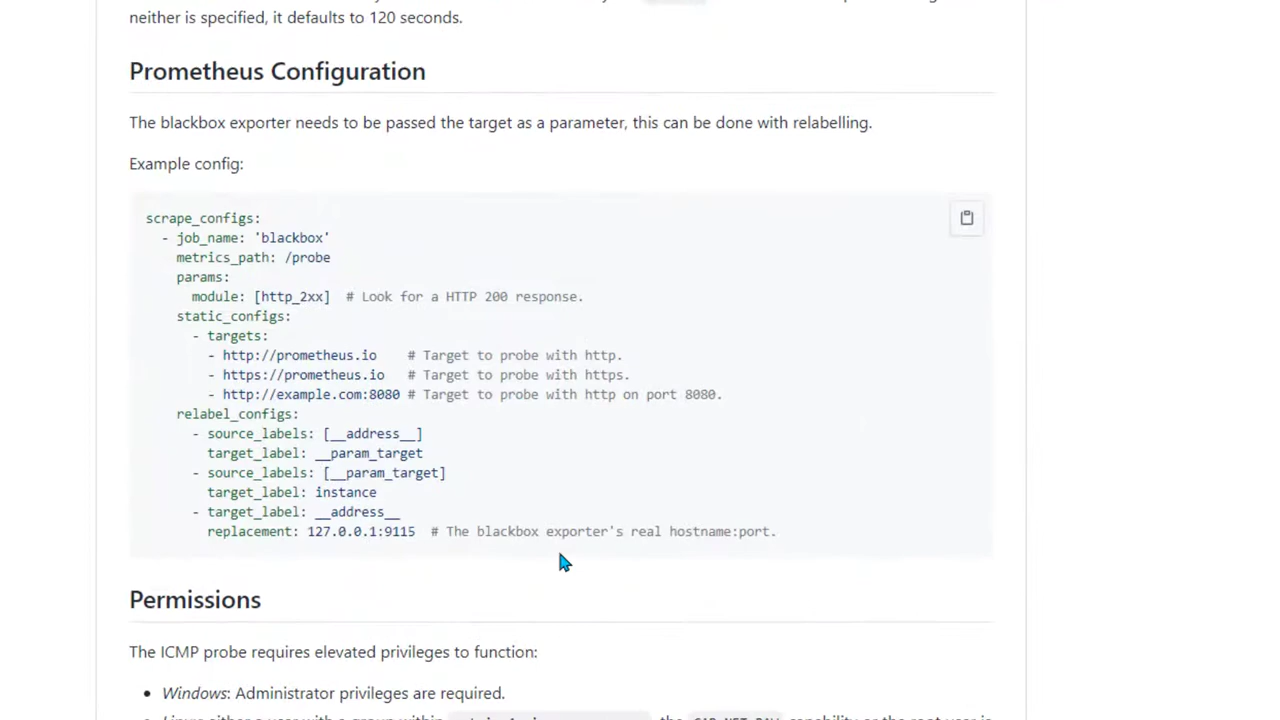 neither is specified, it defaults to 120 seconds.
Prometheus Configuration
The blackbox exporter needs to be passed the target as a parameter, this can be done with relabelling.
Example config:
scrape_configs:
  - job_name: 'blackbox'
    metrics_path: /probe
    params:
      module: [http_2xx]  # Look for a HTTP 200 response.
    static_configs:
      - targets:
        - http://prometheus.io    # Target to probe with http.
        - https://prometheus.io   # Target to probe with https.
        - http://example.com:8080 # Target to probe with http on port 8080.
    relabel_configs:
      - source_labels: [__address__]
        target_label: __param_target
      - source_labels: [__param_target]
        target_label: instance
      - target_label: __address__
        replacement: 127.0.0.1:9115  # The blackbox exporter's real hostname:port.
Permissions
The ICMP probe requires elevated privileges to function:
• Windows: Administrator privileges are required.